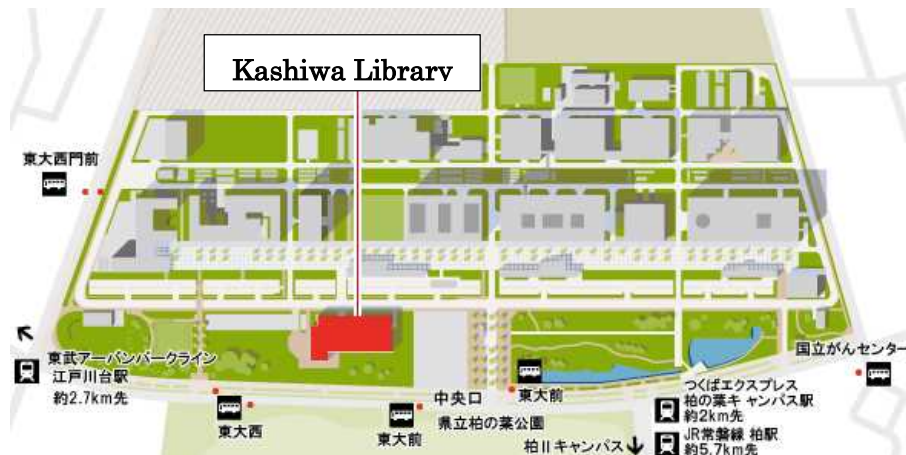 Kashiwa Library
東大西門前
東武アーバンパークライン
江戸川台駅
約2.7km先
東大西
東大前
中央口
県立柏の葉公園
東大前
柏Ⅱキャンパス
つくばエクスプレス
柏の葉キャンパス駅
約2km先
JR常磐線 柏駅
約5.7km先
国立がんセンター